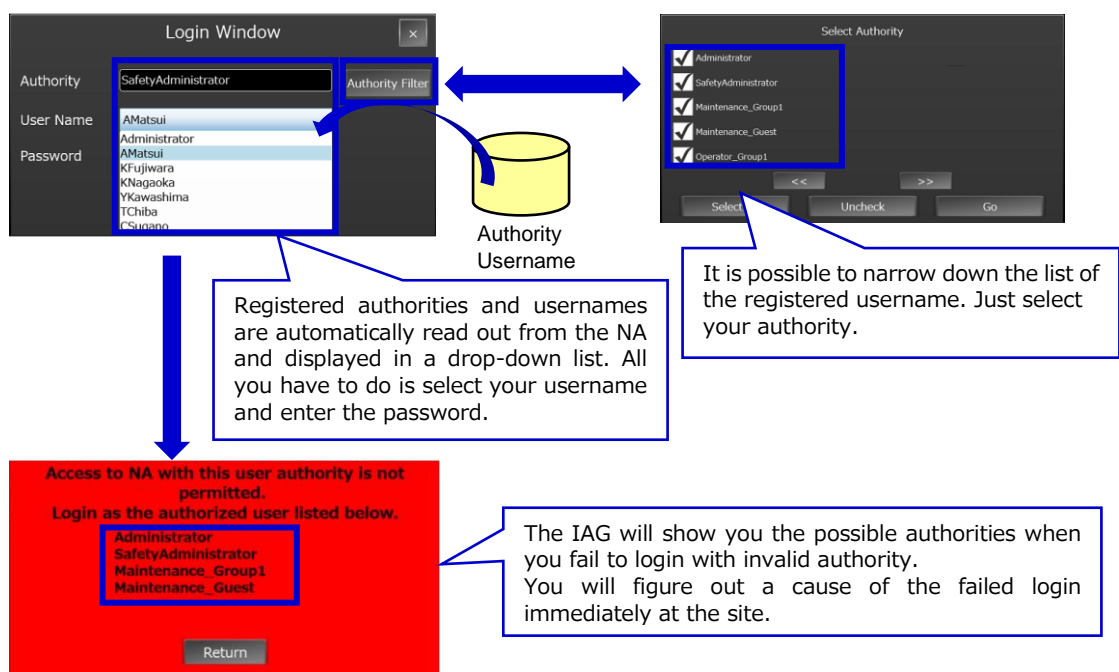 Login Window
×
Authority
SafetyAdministrator
Authority Filter
User Name
AMatsui
Password
Administrator
AMatsui
KFujiwara
KNagaoka
YKawashima
TChiba
CSugano
Authority
Username
Select Authority
Administrator
SafetyAdministrator
Maintenance_Group1
Maintenance_Guest
Operator_Group1
<<
>>
Select
Uncheck
Go
It is possible to narrow down the list of
the registered username. Just select
your authority.
Registered authorities and usernames
are automatically read out from the NA
and displayed in a drop-down list. All
you have to do is select your username
and enter the password.
Access to NA with this user authority is not
permitted.
Login as the authorized user listed below.
Administrator
SafetyAdministrator
Maintenance_Group1
Maintenance_Guest
Return
The IAG will show you the possible authorities when
you fail to login with invalid authority.
You will figure out a cause of the failed login
immediately at the site.